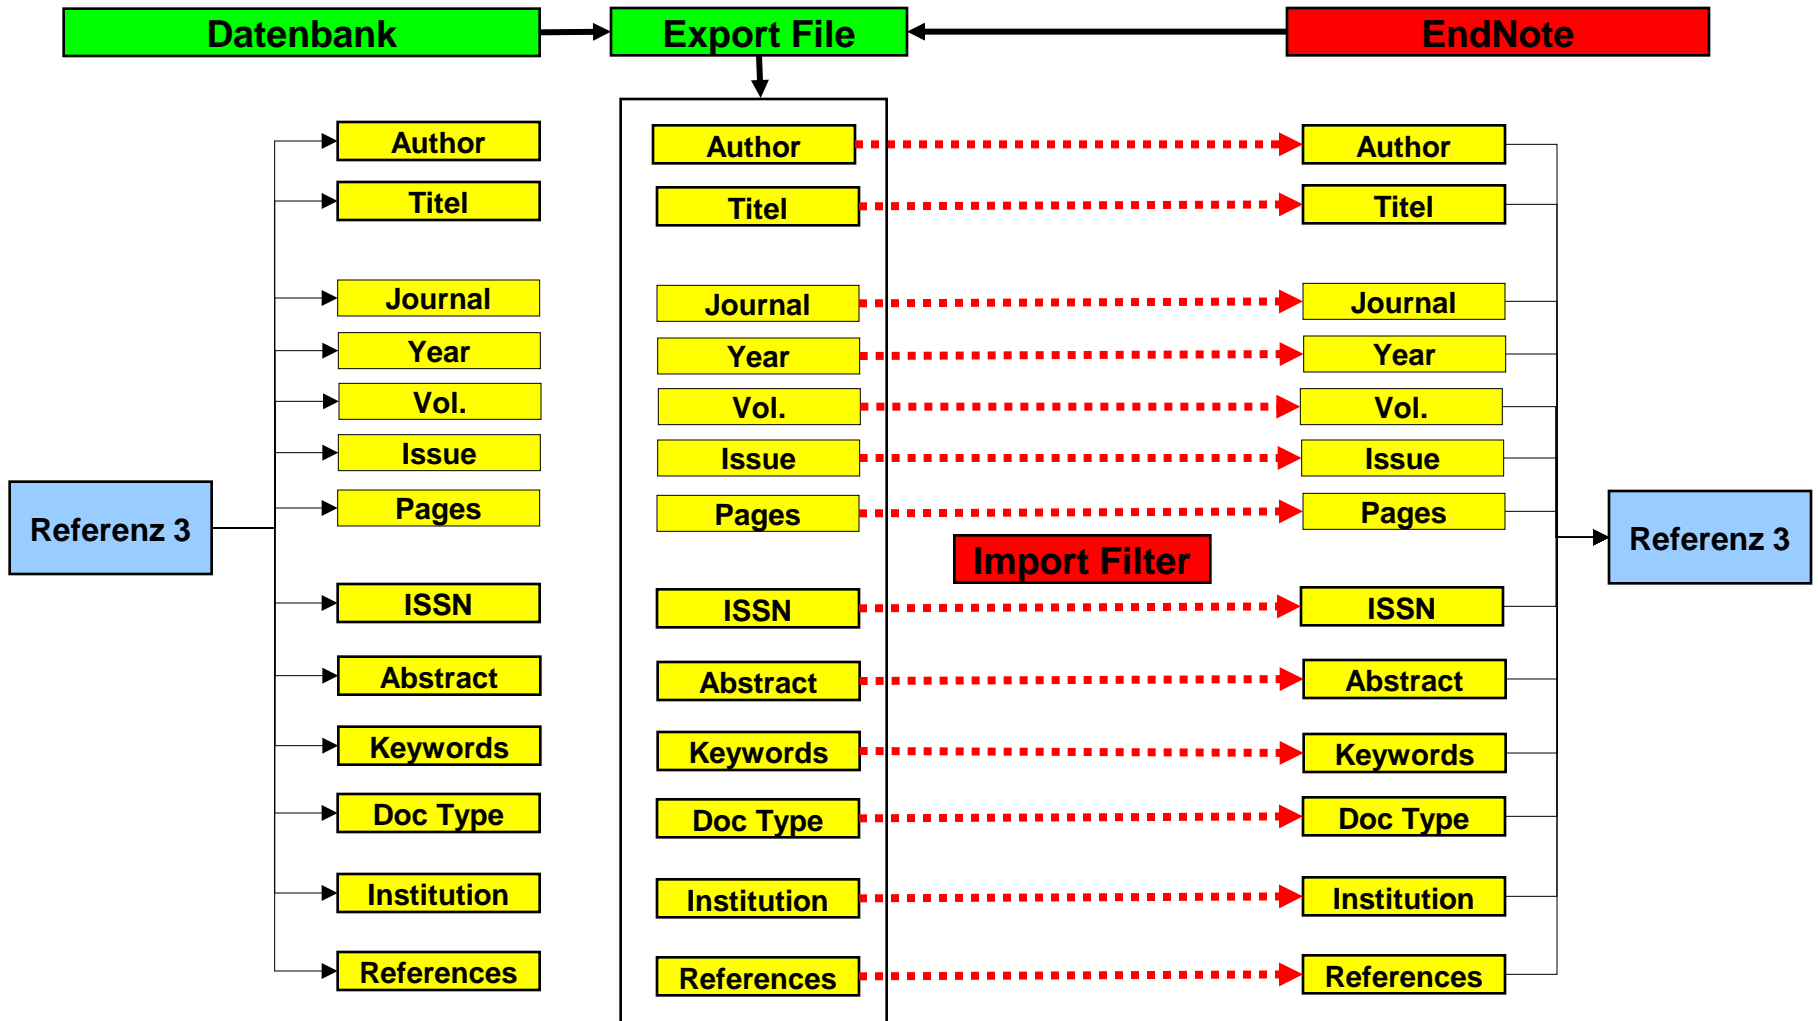 Datenbank
Export File
EndNote
Author
Author
Author
Titel
Titel
Titel
Journal
Journal
Journal
Year
Year
Year
Vol.
Vol.
Vol.
Issue
Issue
Issue
Pages
Pages
Pages
Referenz 3
Referenz 3
Import Filter
ISSN
ISSN
ISSN
Abstract
Abstract
Abstract
Keywords
Keywords
Keywords
Doc Type
Doc Type
Doc Type
Institution
Institution
Institution
References
References
References